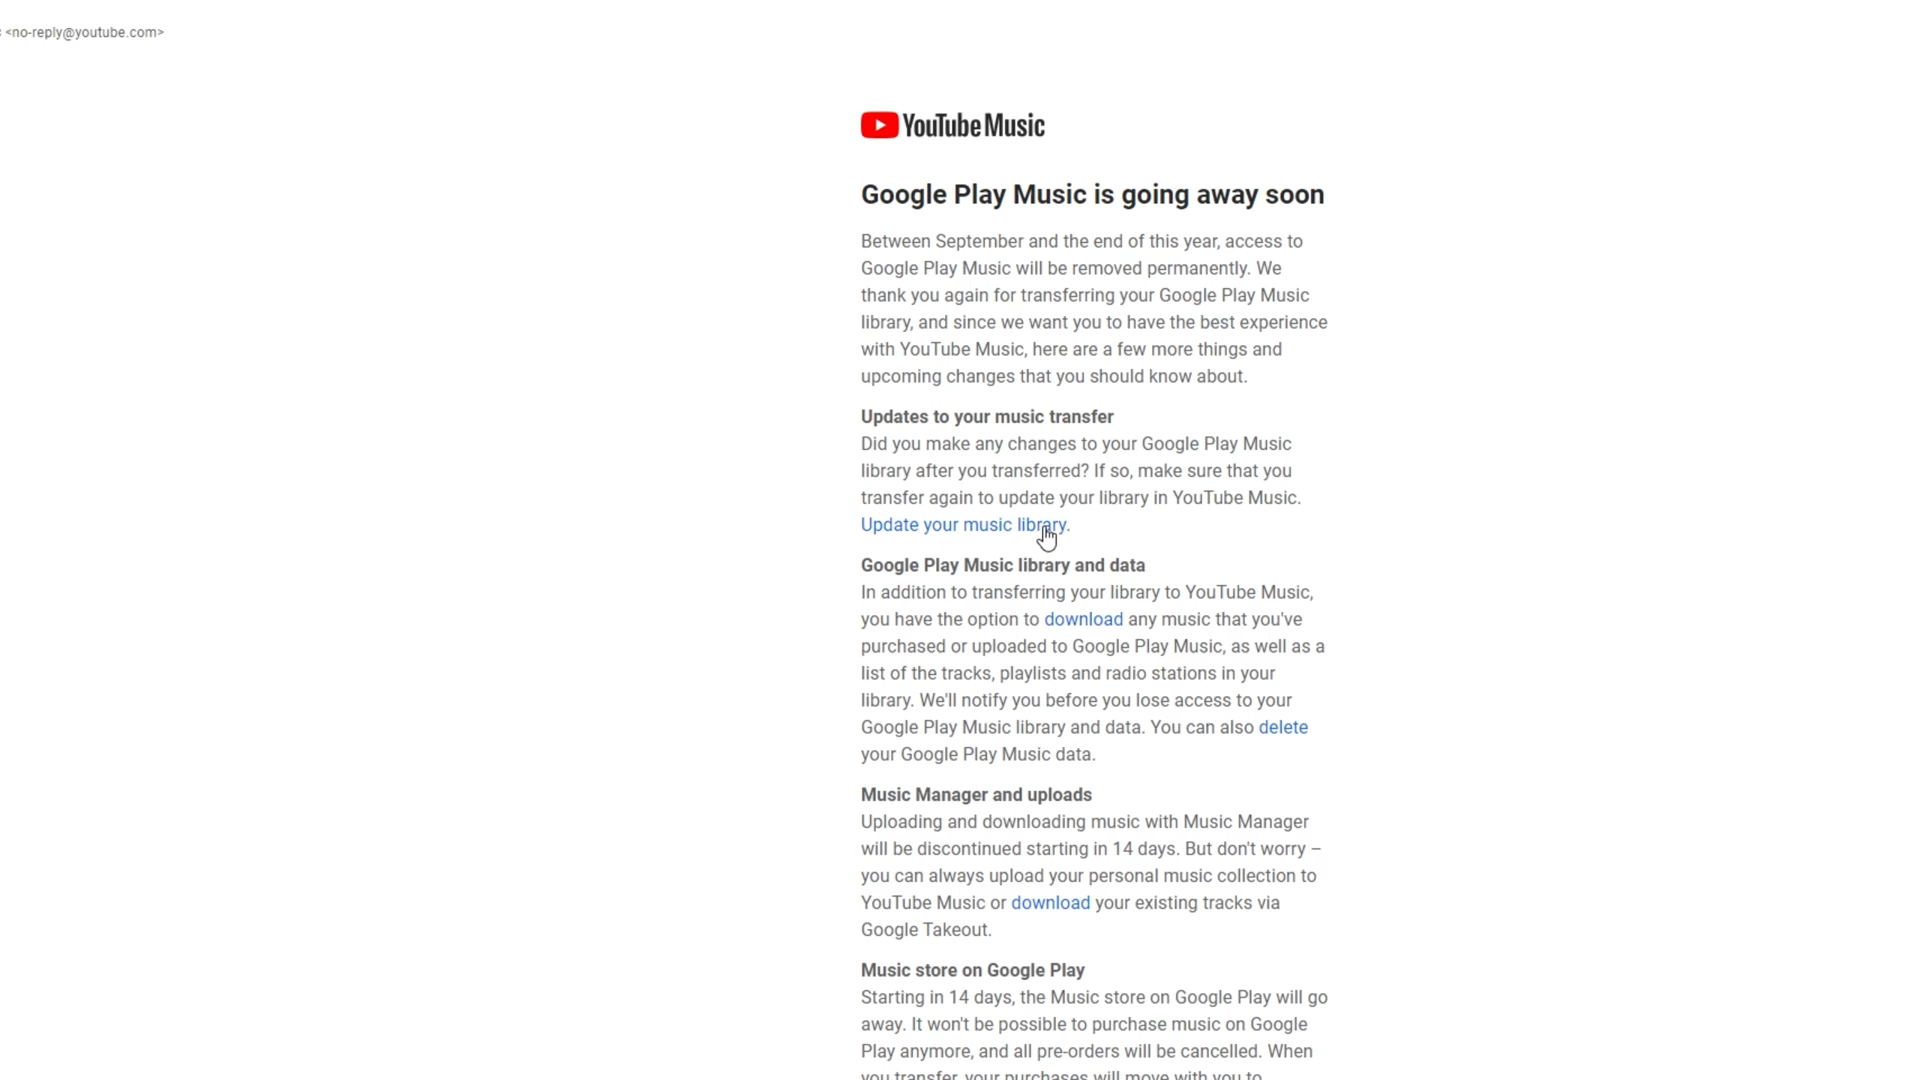 <no-reply@youtube.com>
YouTube Music
Google Play Music is going away soon
Between September and the end of this year, access to
Google Play Music will be removed permanently. We
thank you again for transferring your Google Play Music
library, and since we want you to have the best experience
with YouTube Music, here are a few more things and
upcoming changes that you should know about.
Updates to your music transfer
Did you make any changes to your Google Play Music
library after you transferred? If so, make sure that you
transfer again to update your library in YouTube Music.
Update your music library.
Google Play Music library and data
In addition to transferring your library to YouTube Music,
you have the option to download any music that you've
purchased or uploaded to Google Play Music, as well as a
list of the tracks, playlists and radio stations in your
library. We'll notify you before you lose access to your
Google Play Music library and data. You can also delete
your Google Play Music data.
Music Manager and uploads
Uploading and downloading music with Music Manager
will be discontinued starting in 14 days. But don't worry –
you can always upload your personal music collection to
YouTube Music or download your existing tracks via
Google Takeout.
Music store on Google Play
Starting in 14 days, the Music store on Google Play will go
away. It won't be possible to purchase music on Google
Play anymore, and all pre-orders will be cancelled. When
you transfer, your purchases will move with you to